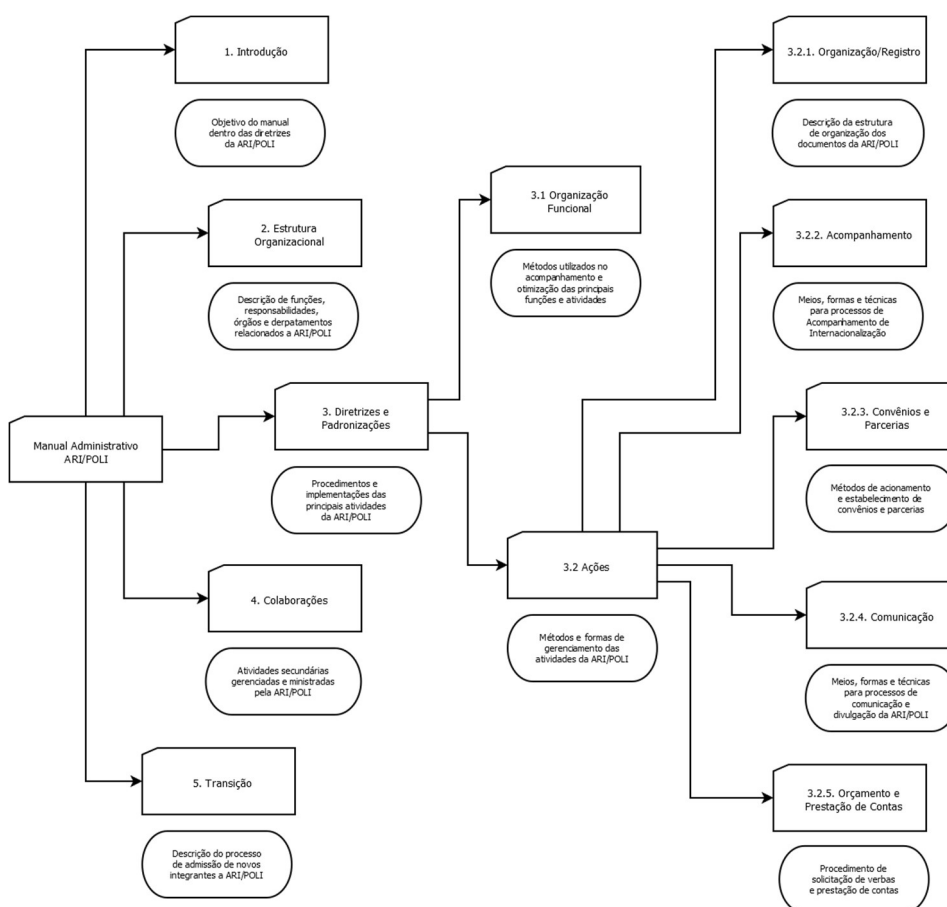 1. Introdução
Objetivo do manual
dentro das diretrizes
da ARI/POLI
2. Estrutura
Organizacional
Descrição de funções,
responsabilidades,
órgãos e derpatamentos
relacionados a ARI/POLI
Manual Administrativo
ARI/POLI
3. Diretrizes e
Padronizações
Procedimentos e
implementações das
principais atividades
da ARI/POLI
4. Colaborações
Atividades secundárias
gerenciadas e ministradas
pela ARI/POLI
5. Transição
Descrição do processo
de admissão de novos
integrantes a ARI/POLI
3.1 Organização
Funcional
Métodos utilizados no
acompanhamento e
otimização das principais
funções e atividades
3.2 Ações
Métodos e formas de
gerenciamento das
atividades da ARI/POLI
3.2.1. Organização/Registro
Descrição da estrutura
de organização dos
documentos da ARI/POLI
3.2.2. Acompanhamento
Meios, formas e técnicas
para processos de
Acompanhamento de
Internacionalização
3.2.3. Convênios e
Parcerias
Métodos de acionamento
e estabelecimento de
convênios e parcerias
3.2.4. Comunicação
Meios, formas e técnicas
para processos de
comunicação e
divulgação da ARI/POLI
3.2.5. Orçamento e
Prestação de Contas
Procedimento de
solicitação de verbas
e prestação de contas